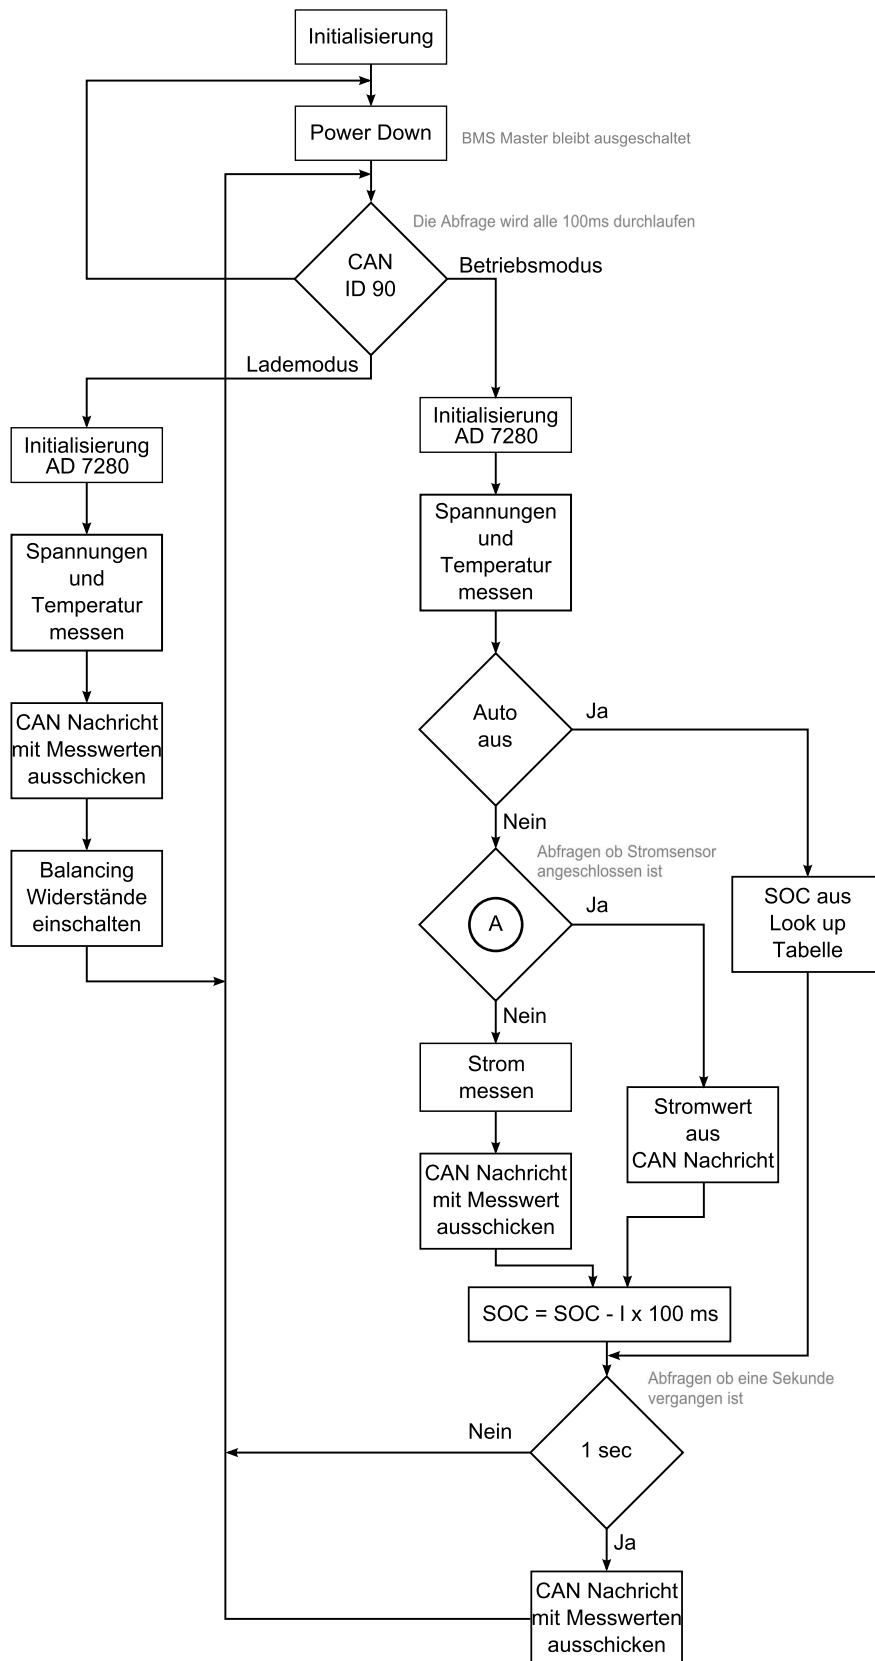 Initialisierung
Power Down
BMS Master bleibt ausgeschaltet
Die Abfrage wird alle 100ms durchlaufen
CAN
ID 90
Betriebsmodus
Lademodus
Initialisierung
AD 7280
Spannungen
und
Temperatur
messen
CAN Nachricht
mit Messwerten
ausschicken
Balancing
Widerstände
einschalten
Initialisierung
AD 7280
Spannungen
und
Temperatur
messen
Auto
aus
Ja
Nein
Abfragen ob Stromsensor
angeschlossen ist
A
Ja
SOC aus
Look up
Tabelle
Nein
Strom
messen
Stromwert
aus
CAN Nachricht
CAN Nachricht
mit Messwert
ausschicken
SOC = SOC - I x 100 ms
Abfragen ob eine Sekunde
vergangen ist
Nein
1 sec
Ja
CAN Nachricht
mit Messwerten
ausschicken